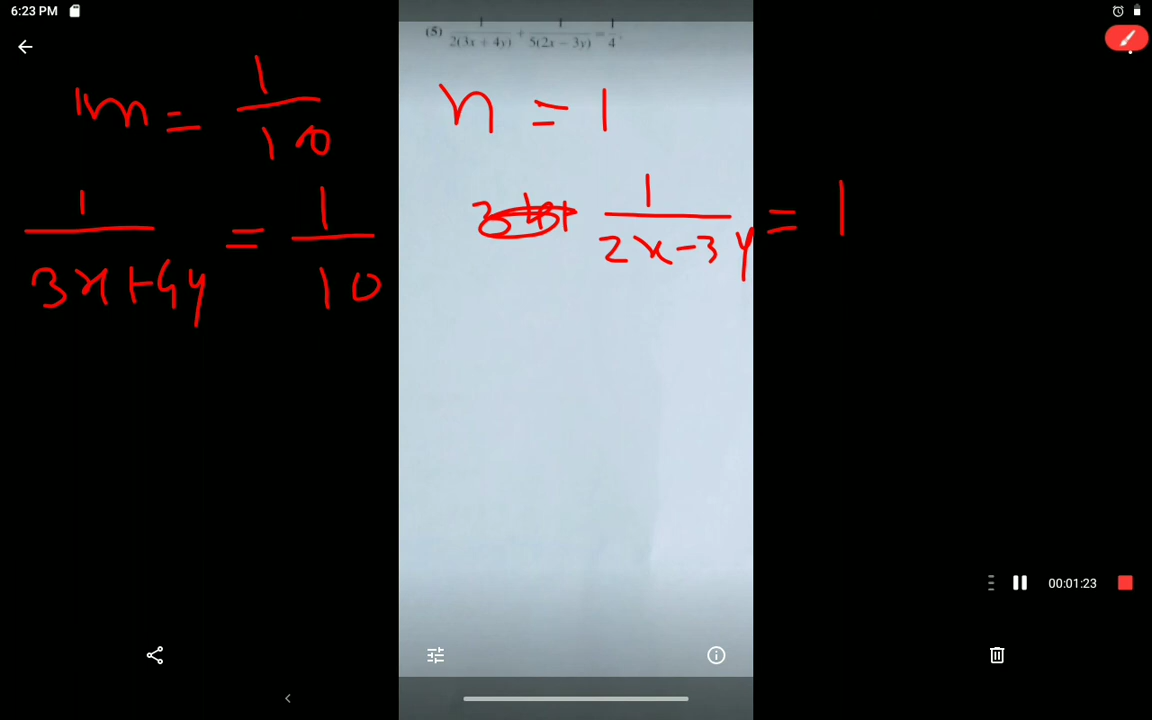 6:23 PM
(5) 1/2(3x + 4y) + 1/5(2x − 3y) = 1/4.
m = 1/10
n = 1
1/3x+4y = 1/10
1/2x-3y = 1
00:01:23